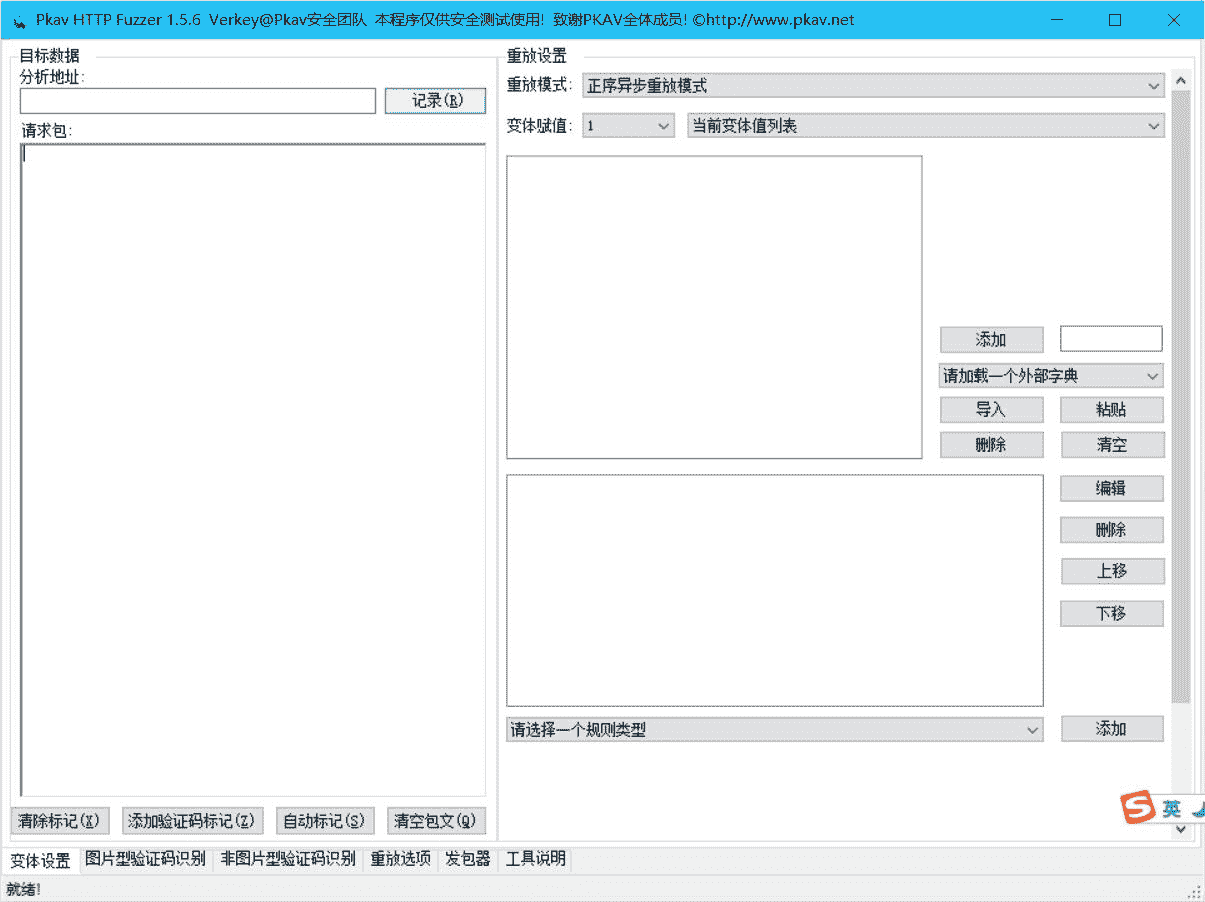 Pkav HTTP Fuzzer 1.5.6 Verkey@Pkav安全团队 本程序仅供安全测试使用! 致谢PKAV全体成员! ©http://www.pkav.net
目标数据
分析地址:
记录(R)
请求包:
清除标记(X)
添加验证码标记(Z)
自动标记(S)
清空包文(Q)
重放设置
重放模式:
正序异步重放模式
变体赋值:
1
当前变体值列表
添加
请加载一个外部字典
导入
粘贴
删除
清空
编辑
删除
上移
下移
请选择一个规则类型
添加
英
变体设置
图片型验证码识别
非图片型验证码识别
重放选项
发包器
工具说明
就绪!